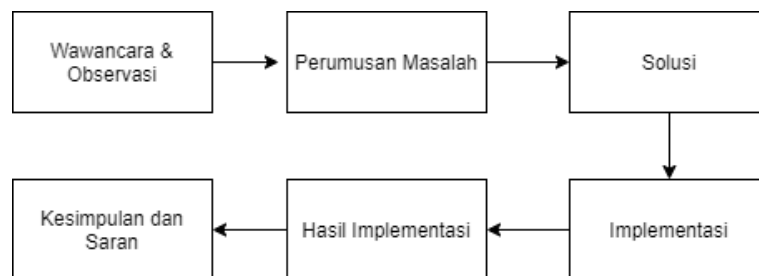 Wawancara &
Observasi
Perumusan Masalah
Solusi
Kesimpulan dan
Saran
Hasil Implementasi
Implementasi